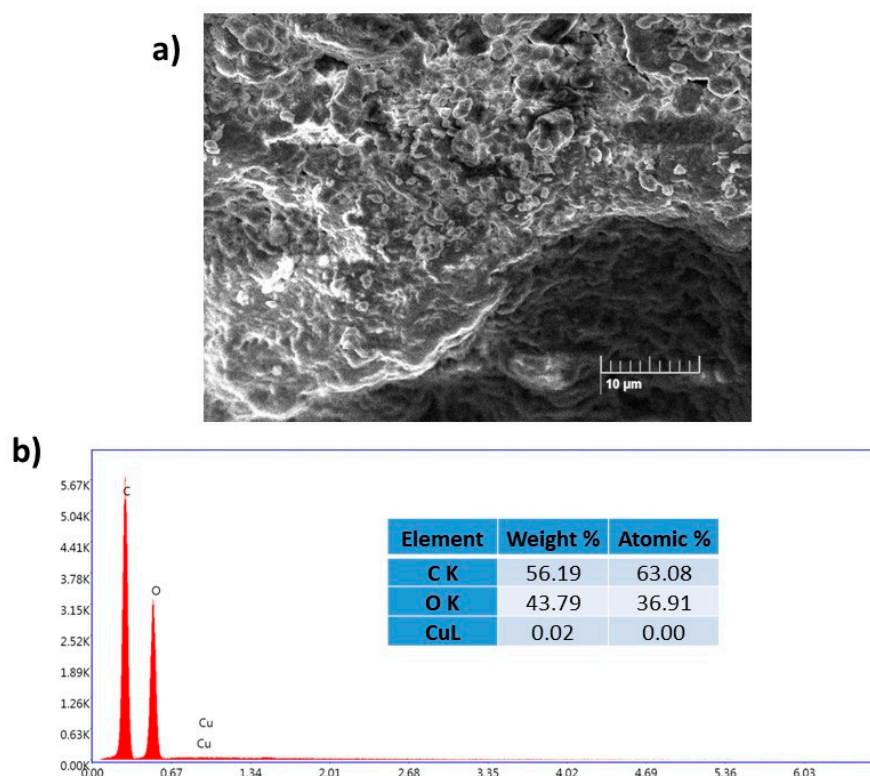 a)
10 µm
b)
5.67K
5.04K
4.41K
3.78K
3.15K
2.52K
1.89K
1.26K
0.63K
0.00K
C
O
Cu
Cu
Element Weight % Atomic %
C K 56.19 63.08
O K 43.79 36.91
CuL 0.02 0.00
0.00 0.67 1.34 2.01 2.68 3.35 4.02 4.69 5.36 6.03